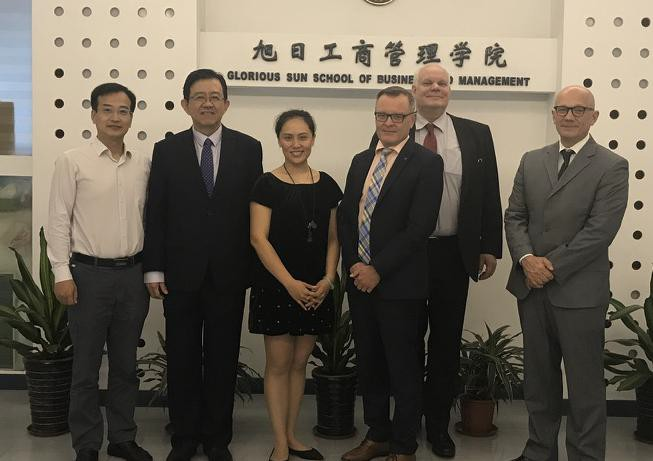 旭日工商管理学院
GLORIOUS SUN SCHOOL OF BUSINE D MANAGEMENT